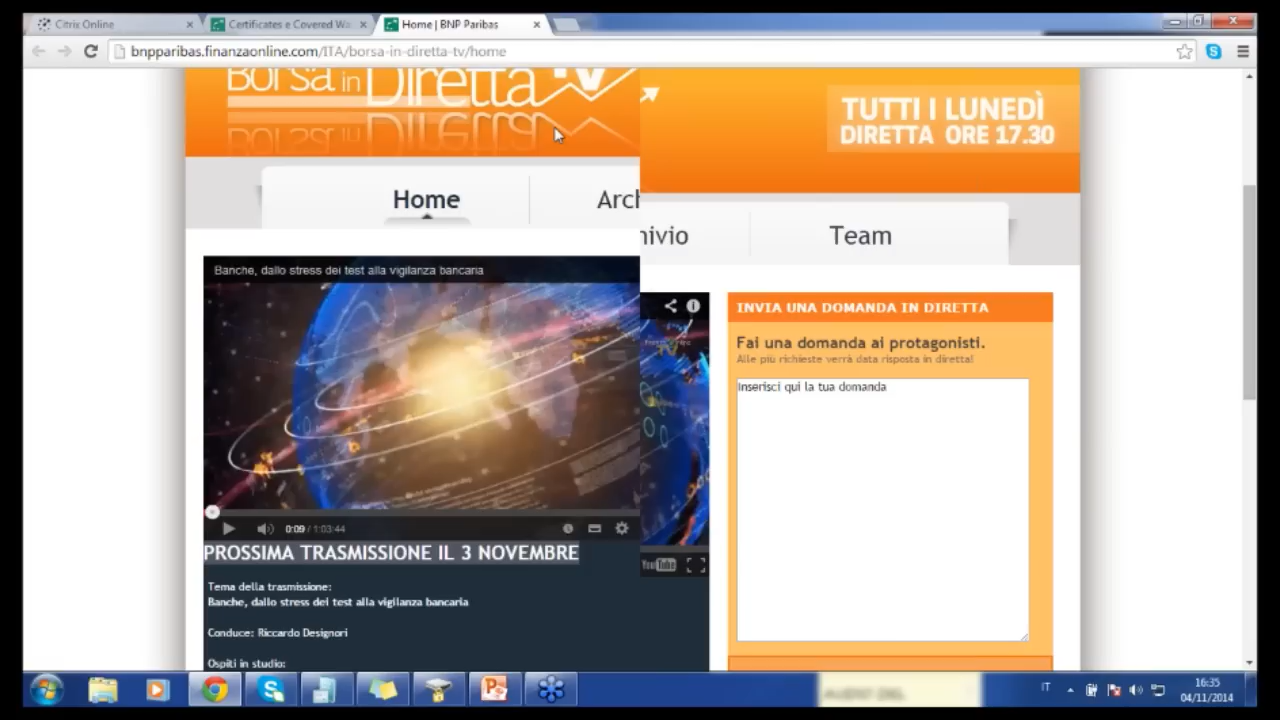 Citrix Online
Certificates e Covered Wa
Home | BNP Paribas
bnpparibas.finanzaonline.com/ITA/borsa-in-diretta-tv/home
Borsa in Diretta .TV
TUTTI I LUNEDÌ
DIRETTA ORE 17.30
Home
Arch
hivio
Team
Banche, dallo stress dei test alla vigilanza bancaria
0:09 / 1:03:44
YouTube
PROSSIMA TRASMISSIONE IL 3 NOVEMBRE
Tema della trasmissione:
Banche, dallo stress dei test alla vigilanza bancaria
Conduce: Riccardo Designori
Ospiti in studio:
INVIA UNA DOMANDA IN DIRETTA
Fai una domanda ai protagonisti.
Alle più richieste verrà data risposta in diretta!
Inserisci qui la tua domanda
IT
16:35
04/11/2014